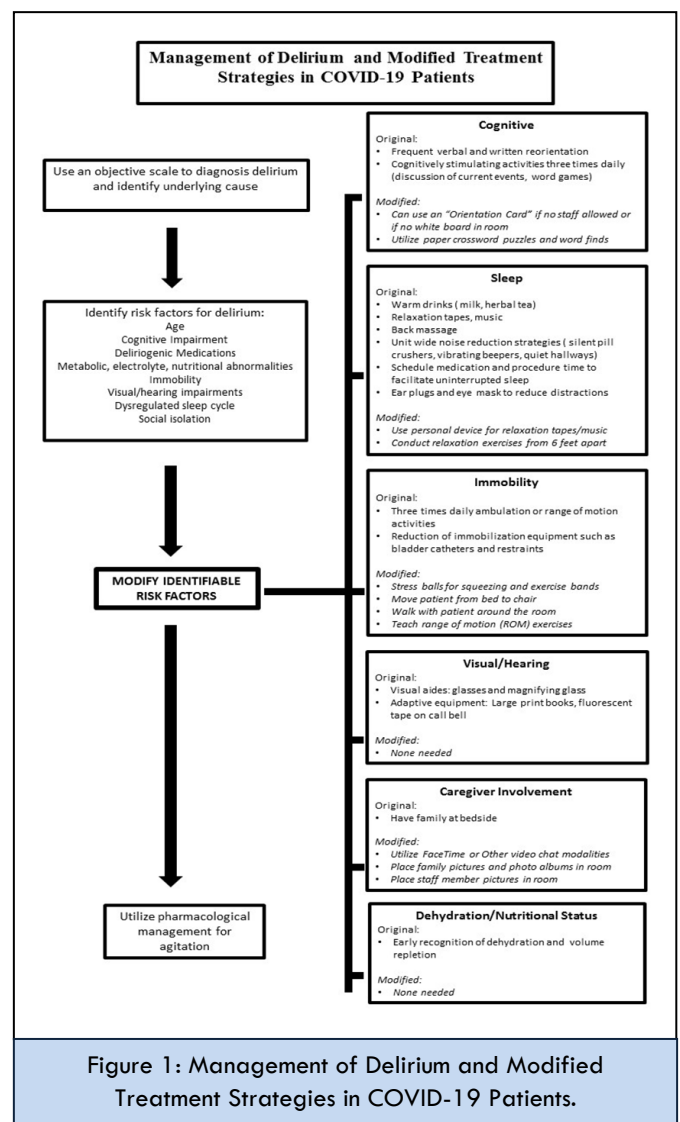 Management of Delirium and Modified Treatment
Strategies in COVID-19 Patients
Use an objective scale to diagnosis delirium
and identify underlying cause
Identify risk factors for delirium:
Age
Cognitive Impairment
Deliriogenic Medications
Metabolic, electrolyte, nutritional abnormalities
Immobility
Visual/hearing impairments
Dysregulated sleep cycle
Social isolation
MODIFY IDENTIFIABLE
RISK FACTORS
Utilize pharmacological
management for
agitation
Cognitive
Original:
• Frequent verbal and written reorientation
• Cognitively stimulating activities three times daily
(discussion of current events, word games)
Modified:
• Can use an “Orientation Card” if no staff allowed or
if no white board in room
• Utilize paper crossword puzzles and word finds
Sleep
Original:
• Warm drinks ( milk, herbal tea)
• Relaxation tapes, music
• Back massage
• Unit wide noise reduction strategies ( silent pill
crushers, vibrating beepers, quiet hallways)
• Schedule medication and procedure time to
facilitate uninterrupted sleep
• Ear plugs and eye mask to reduce distractions
Modified:
• Use personal device for relaxation tapes/music
• Conduct relaxation exercises from 6 feet apart
Immobility
Original:
• Three times daily ambulation or range of motion
activities
• Reduction of immobilization equipment such as
bladder catheters and restraints
Modified:
• Stress balls for squeezing and exercise bands
• Move patient from bed to chair
• Walk with patient around the room
• Teach range of motion (ROM) exercises
Visual/Hearing
Original:
• Visual aides: glasses and magnifying glass
• Adaptive equipment: Large print books, fluorescent
tape on call bell
Modified:
• None needed
Caregiver Involvement
Original:
• Have family at bedside
Modified:
• Utilize FaceTime or Other video chat modalities
• Place family pictures and photo albums in room
• Place staff member pictures in room
Dehydration/Nutritional Status
Original:
• Early recognition of dehydration and volume
repletion
Modified:
• None needed
Figure 1: Management of Delirium and Modified
Treatment Strategies in COVID-19 Patients.